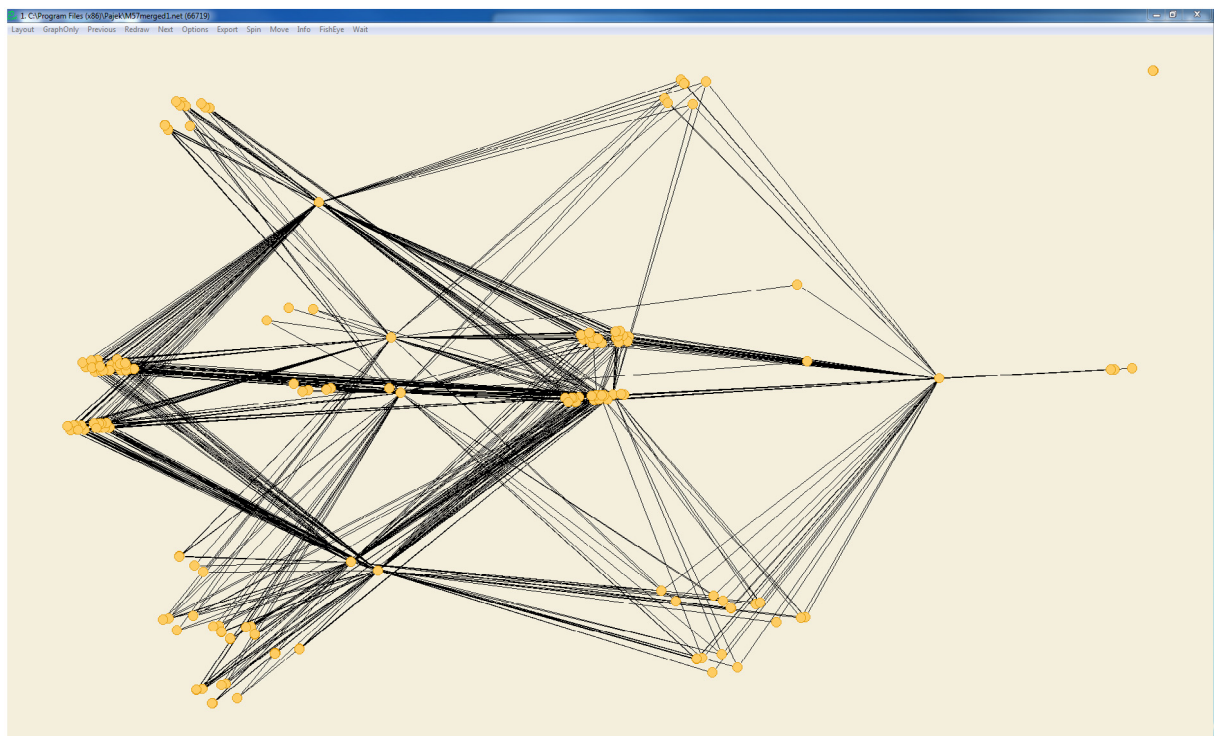 1. C:\Program Files (x86)\Pajek\M57merged1.net (66719)
Layout GraphOnly Previous Redraw Next Options Export Spin Move Info FishEye Wait